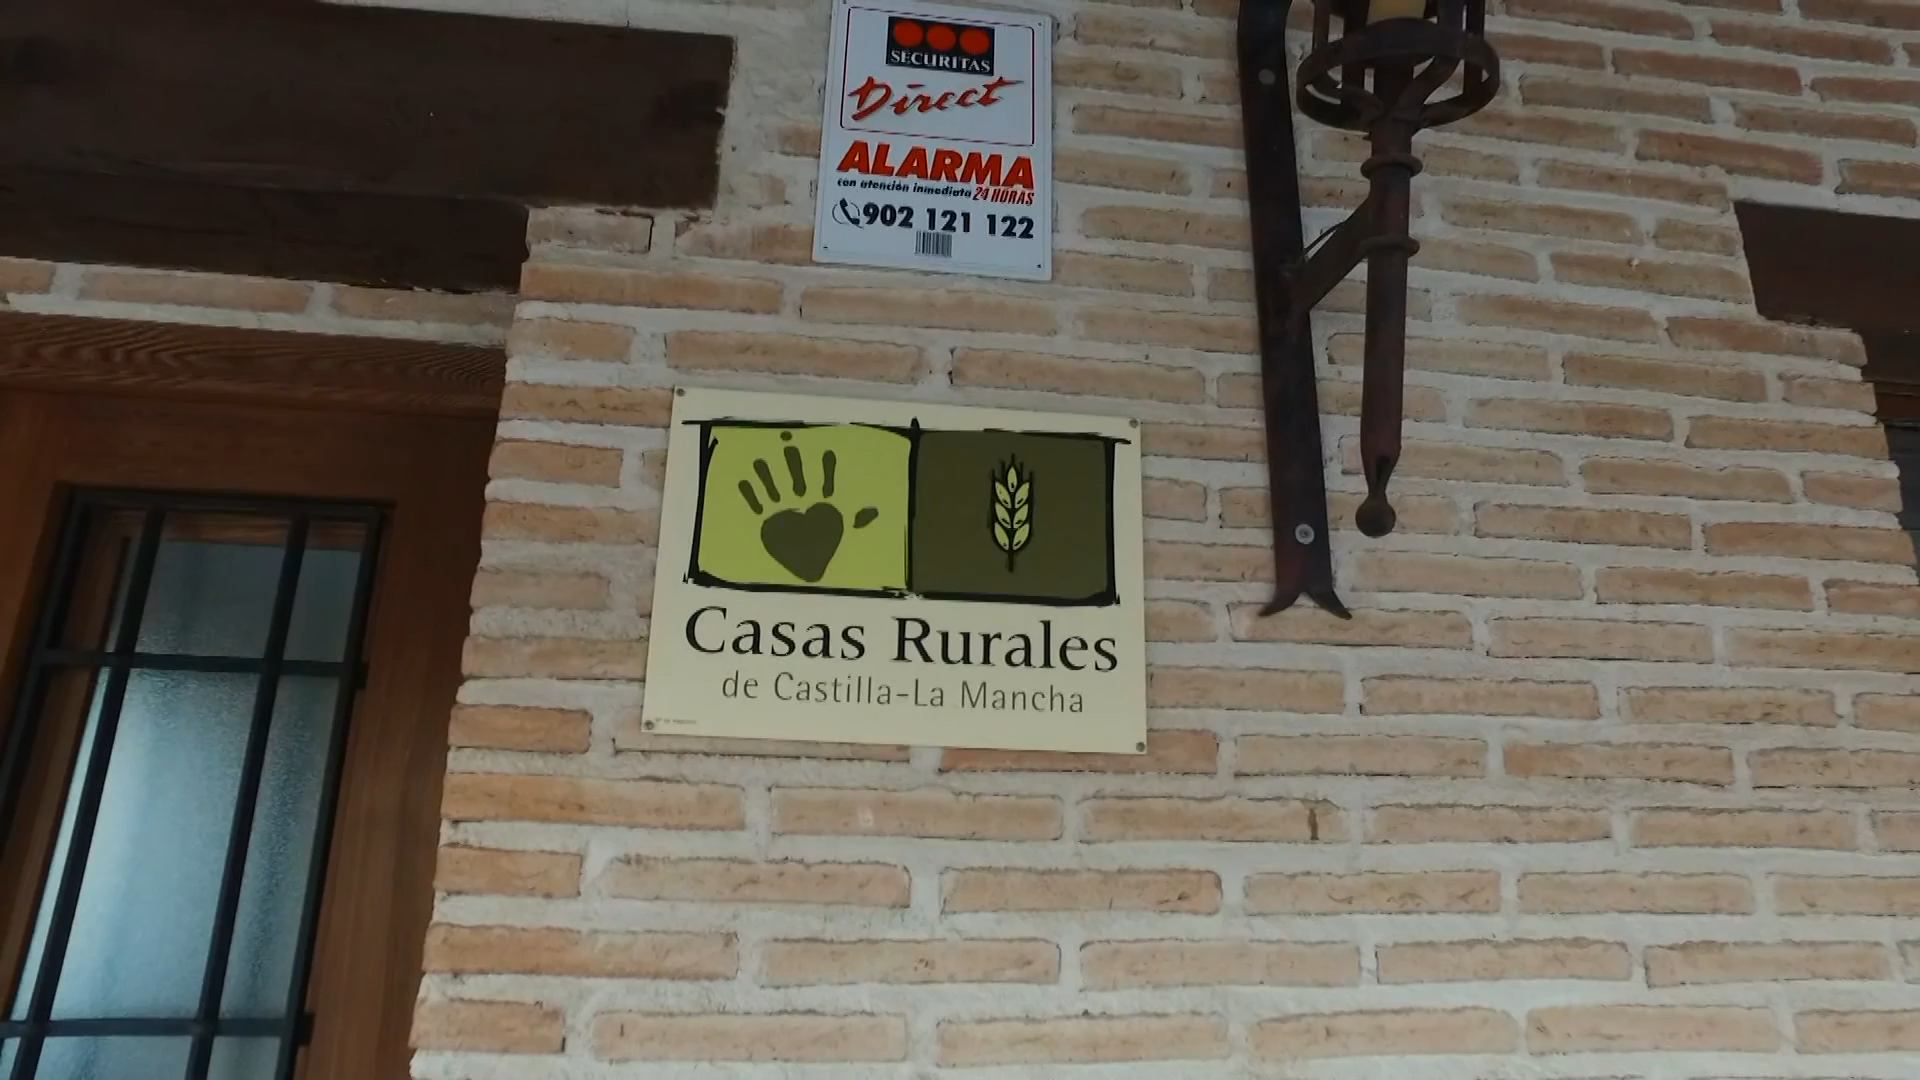 SECURITAS
Direct
ALARMA
con atención inmediata 24 HORAS
902 121 122
Casas Rurales
de Castilla-La Mancha